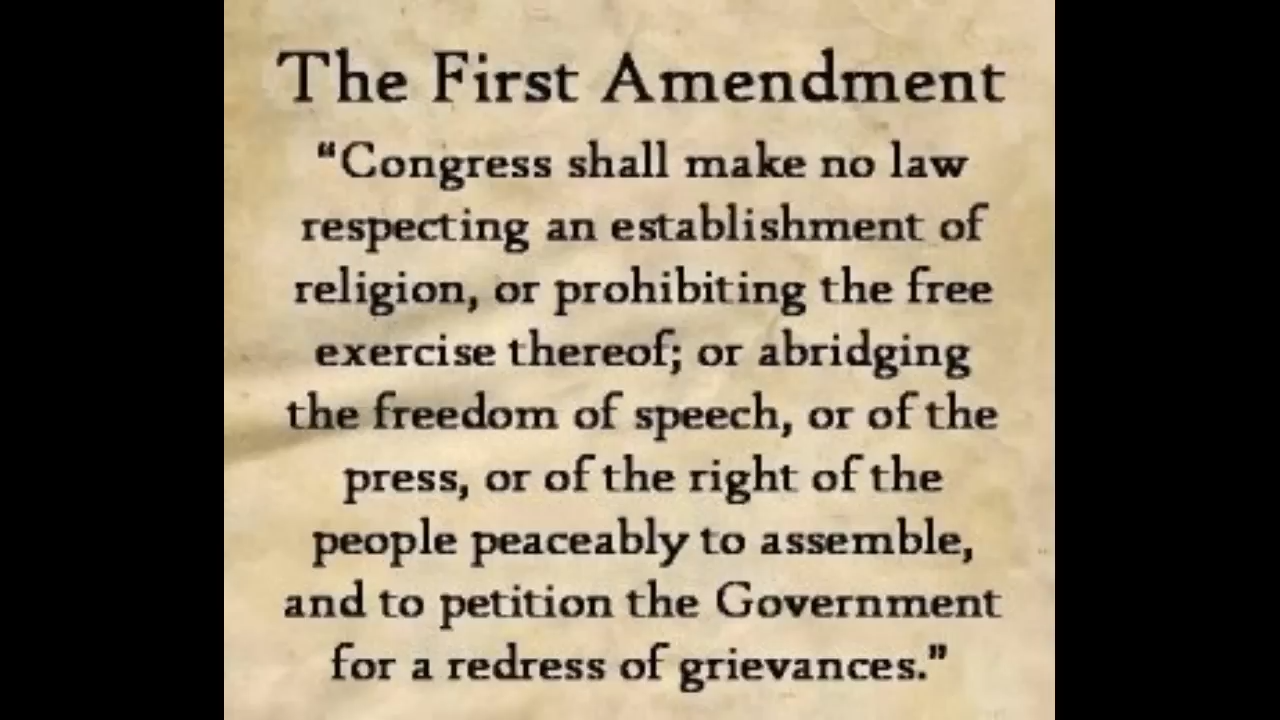 The First Amendment
“Congress shall make no law
respecting an establishment of
religion, or prohibiting the free
exercise thereof; or abridging
the freedom of speech, or of the
press, or of the right of the
people peaceably to assemble,
and to petition the Government
for a redress of grievances.”